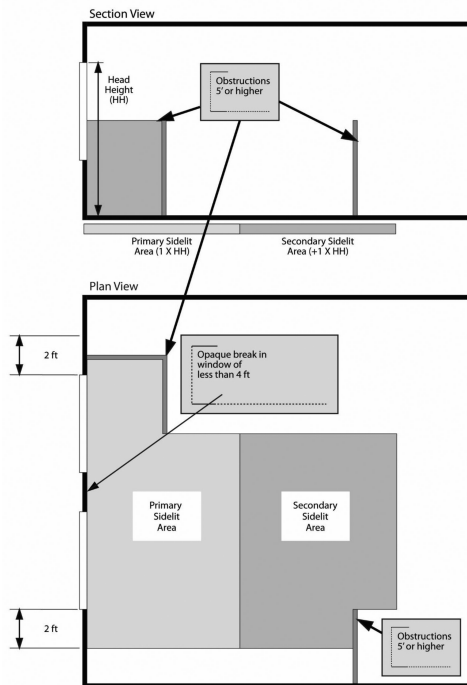 Section View
Head
Height
(HH)
Obstructions
5' or higher
Primary Sidelit
Area (1 X HH)
Secondary Sidelit
Area (+1 X HH)
Plan View
2 ft
Opaque break in
window of
less than 4 ft
Primary
Sidelit
Area
Secondary
Sidelit
Area
2 ft
Obstructions
5' or higher